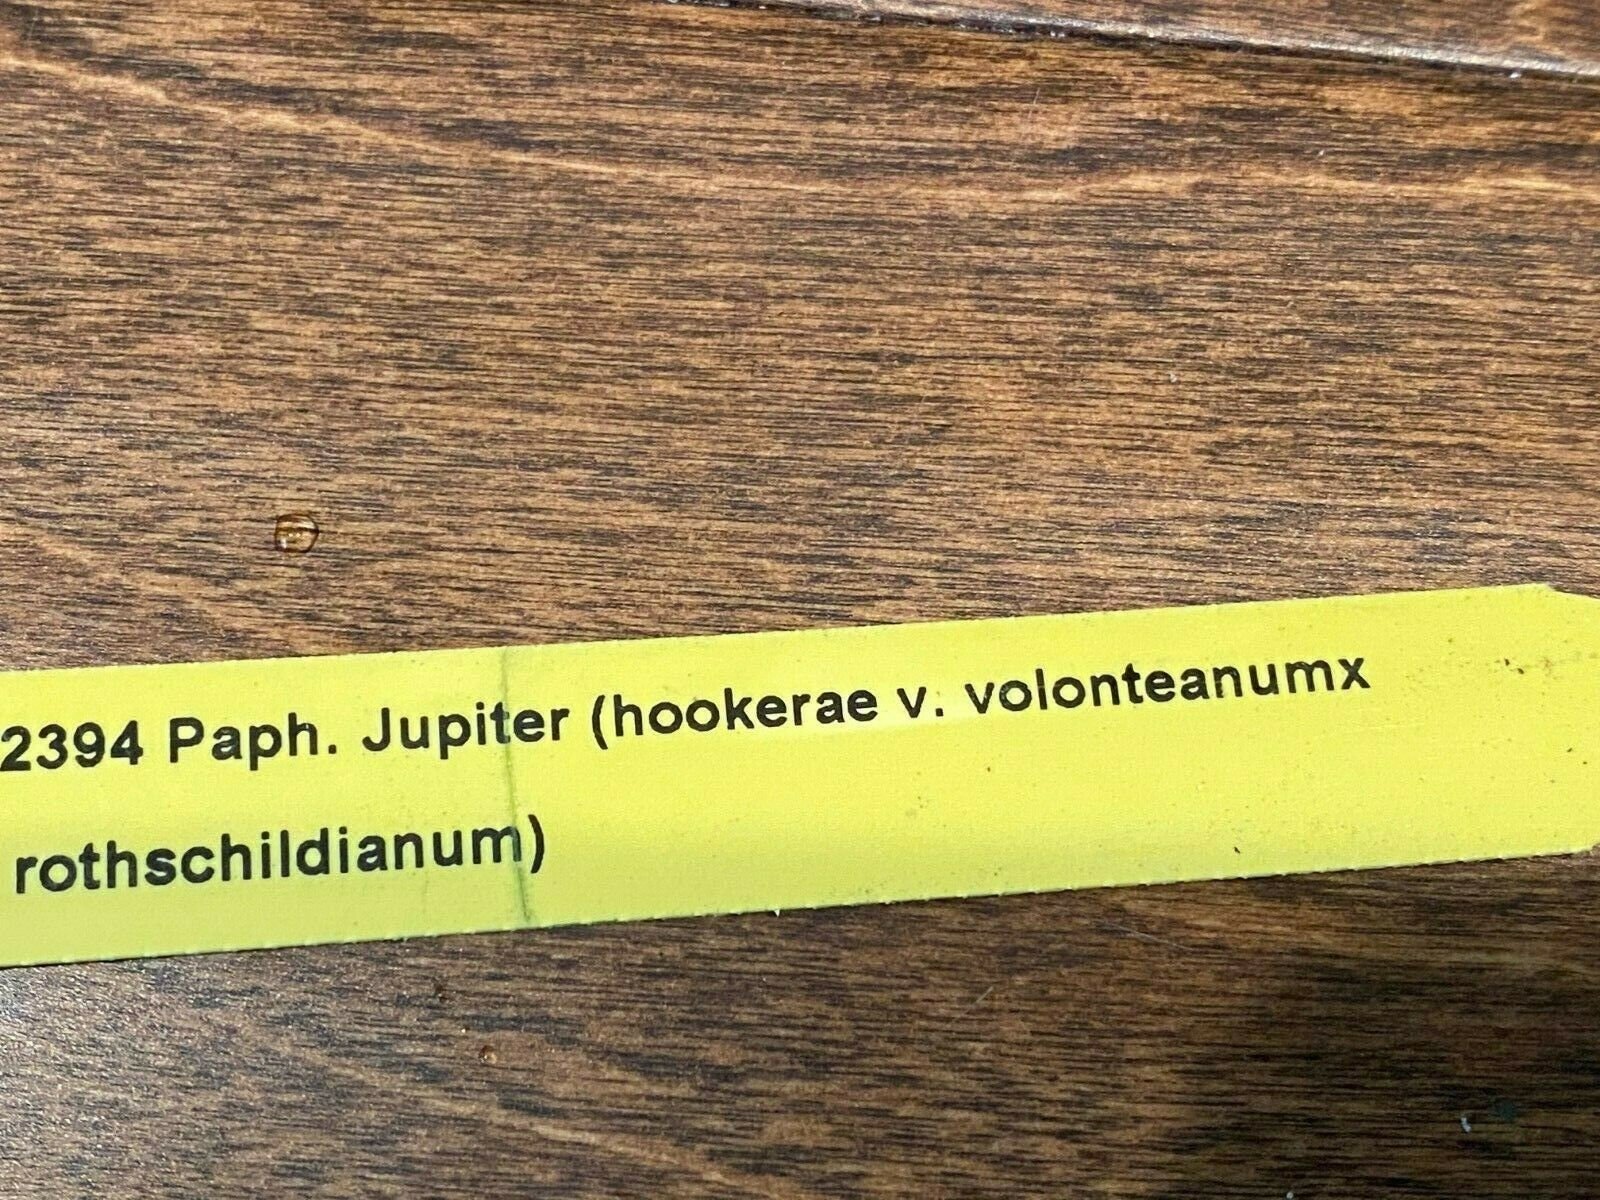 2394 Paph. Jupiter (hookerae v. volonteanumx
rothschildianum)